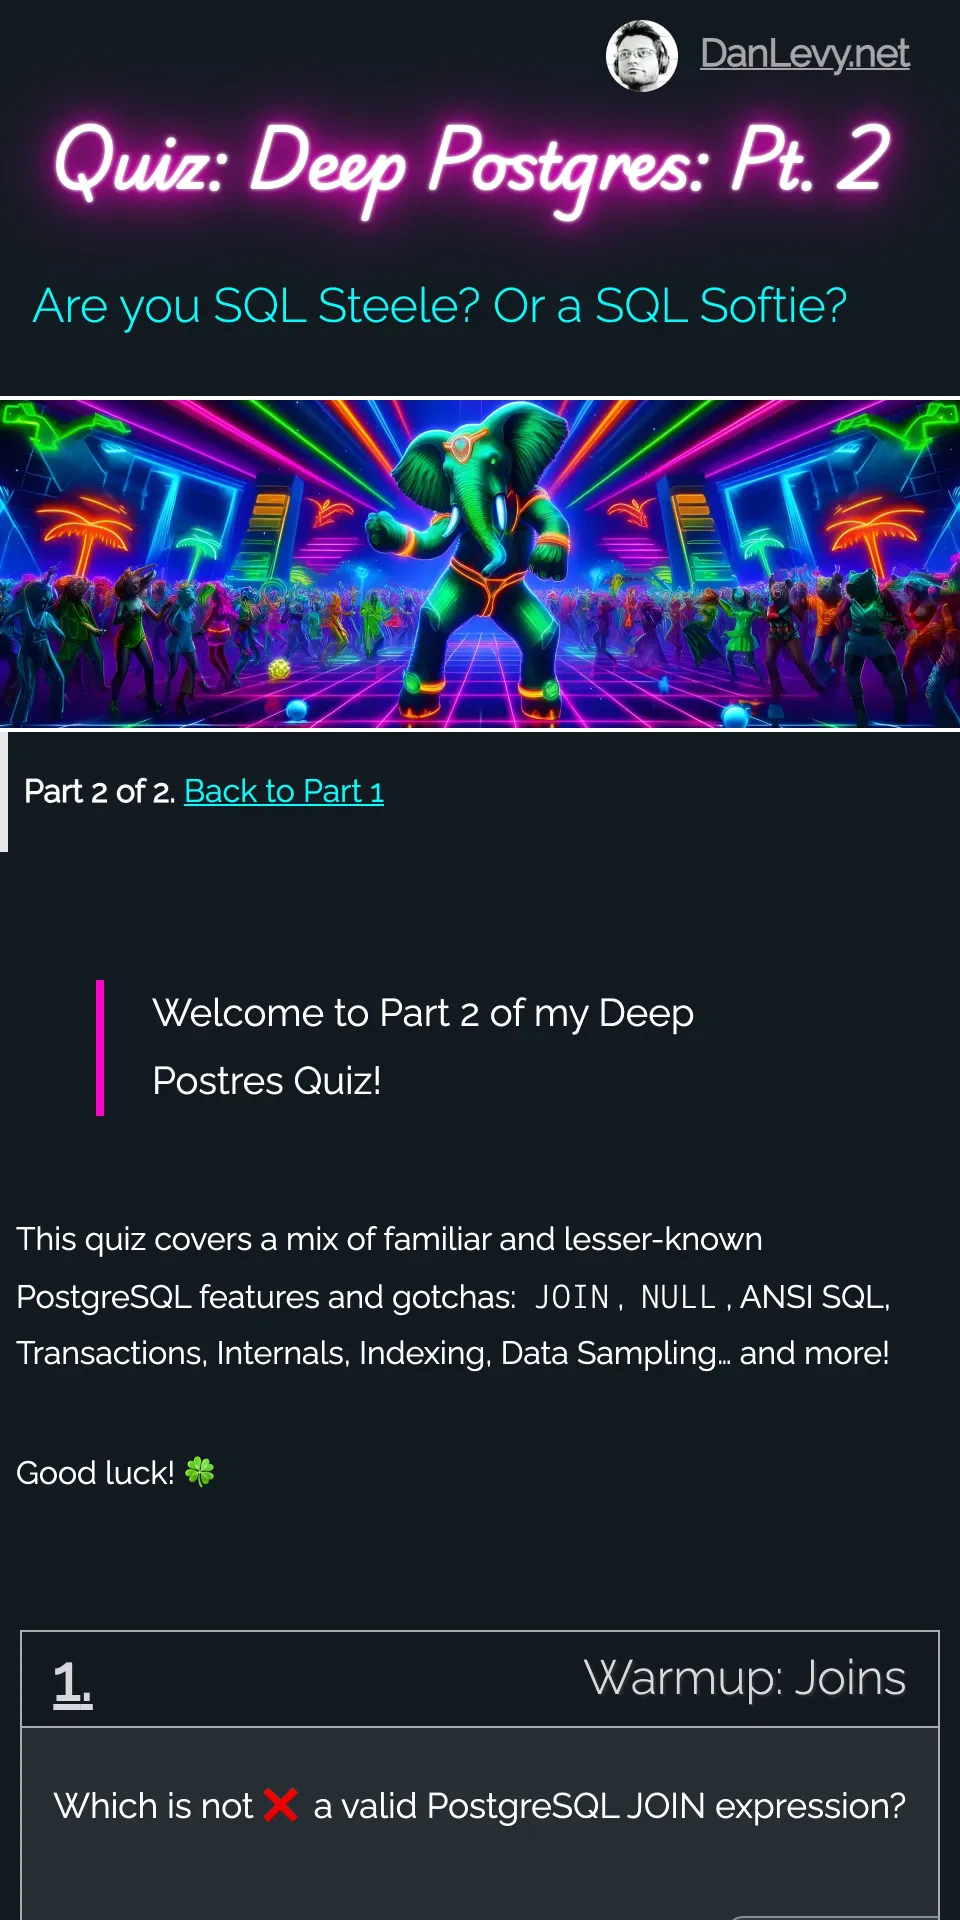 DanLevy.net
Quiz: Deep Postgres: Pt. 2
Are you SQL Steele? Or a SQL Softie?
Part 2 of 2. Back to Part 1
Welcome to Part 2 of my Deep
Postres Quiz!
This quiz covers a mix of familiar and lesser-known
PostgreSQL features and gotchas: JOIN, NULL, ANSI SQL,
Transactions, Internals, Indexing, Data Sampling… and more!
Good luck! 🍀
1.
Warmup: Joins
Which is not ❌ a valid PostgreSQL JOIN expression?